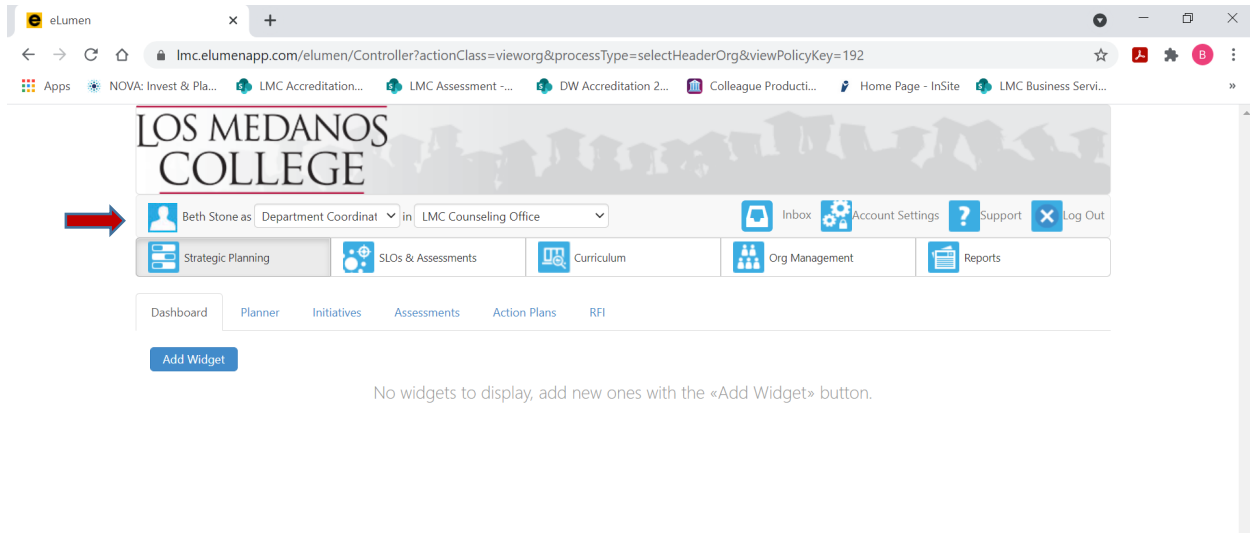 eLumen
lmc.elumenapp.com/elumen/Controller?actionClass=vieworg&processType=selectHeaderOrg&viewPolicyKey=192
B
Apps NOVA: Invest & Pla... LMC Accreditation... LMC Assessment -... DW Accreditation 2... Colleague Producti... Home Page - InSite LMC Business Servi... »
LOS MEDANOS
COLLEGE
Beth Stone as Department Coordinat in LMC Counseling Office Inbox Account Settings ? Support Log Out
Strategic Planning SLOs & Assessments Curriculum Org Management Reports
Dashboard Planner Initiatives Assessments Action Plans RFI
Add Widget
No widgets to display, add new ones with the «Add Widget» button.